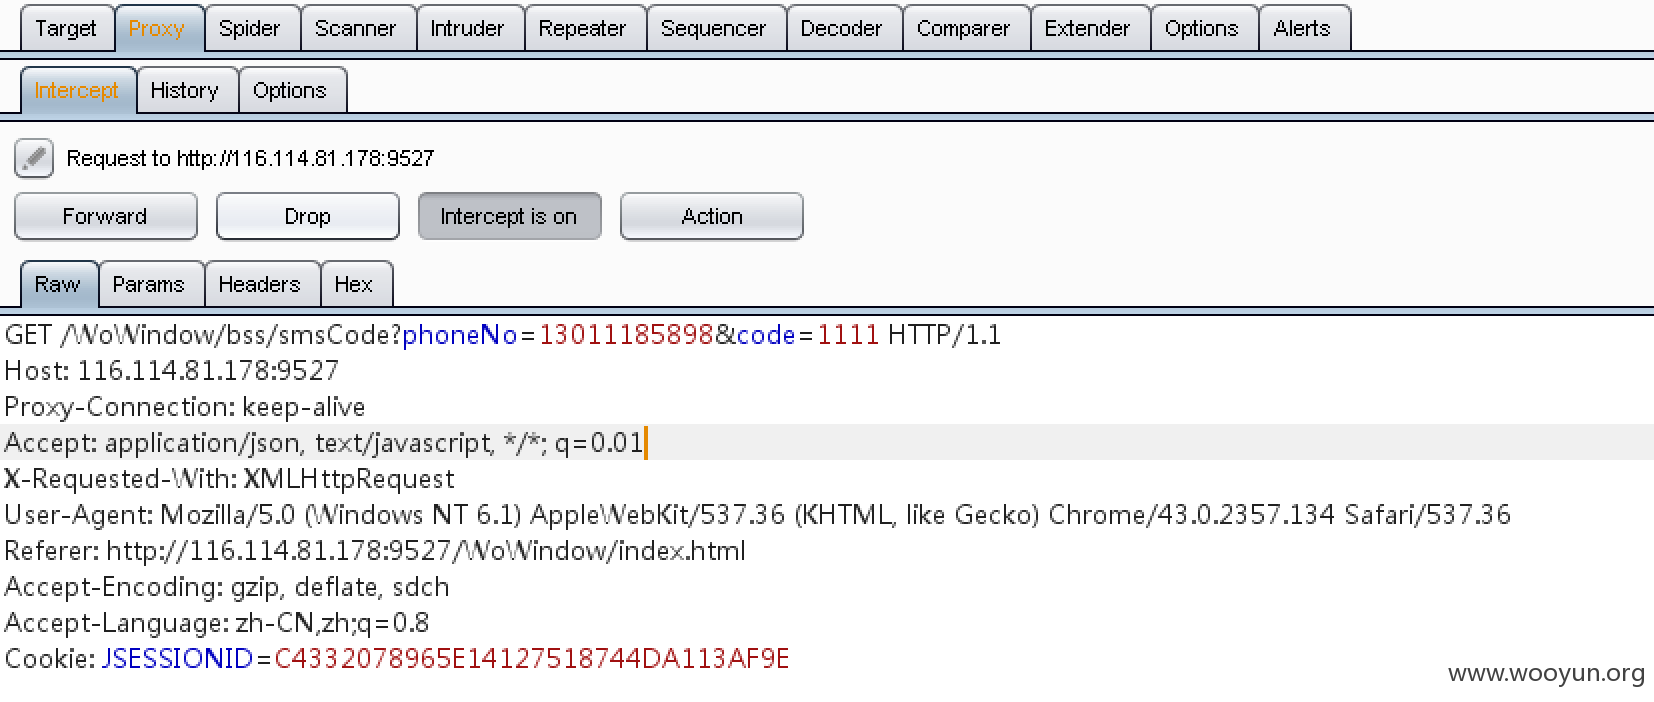 Target Proxy Spider Scanner Intruder Repeater Sequencer Decoder Comparer Extender Options Alerts
Intercept History Options
Request to http://116.114.81.178:9527
Forward Drop Intercept is on Action
Raw Params Headers Hex
GET /WoWindow/bss/smsCode?phoneNo=13011185898&code=1111 HTTP/1.1
Host: 116.114.81.178:9527
Proxy-Connection: keep-alive
Accept: application/json, text/javascript, */*; q=0.01
X-Requested-With: XMLHttpRequest
User-Agent: Mozilla/5.0 (Windows NT 6.1) AppleWebKit/537.36 (KHTML, like Gecko) Chrome/43.0.2357.134 Safari/537.36
Referer: http://116.114.81.178:9527/WoWindow/index.html
Accept-Encoding: gzip, deflate, sdch
Accept-Language: zh-CN,zh;q=0.8
Cookie: JSESSIONID=C4332078965E14127518744DA113AF9E
www.wooyun.org